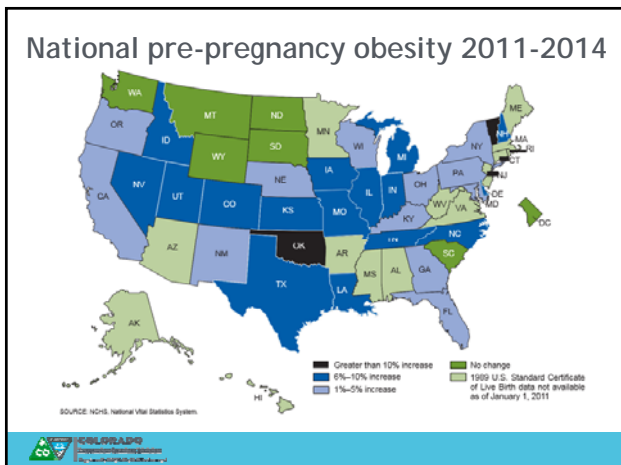 National pre-pregnancy obesity 2011-2014
WA
MT
ND
MN
ME
OR
ID
SD
WI
NY
NH
MA
RI
CT
WY
MI
NV
NE
IA
PA
NJ
UT
CO
IL
IN
OH
DE
MD
CA
KS
MO
KY
WV
VA
DC
AZ
NM
OK
AR
TN
NC
SC
TX
LA
MS
AL
GA
FL
AK
HI
Greater than 10% increase
6%–10% increase
1%–5% increase
No change
1989 U.S. Standard Certificate
of Live Birth data not available
as of January 1, 2011
SOURCE: NCHS, National Vital Statistics System.
CO
COLORADO